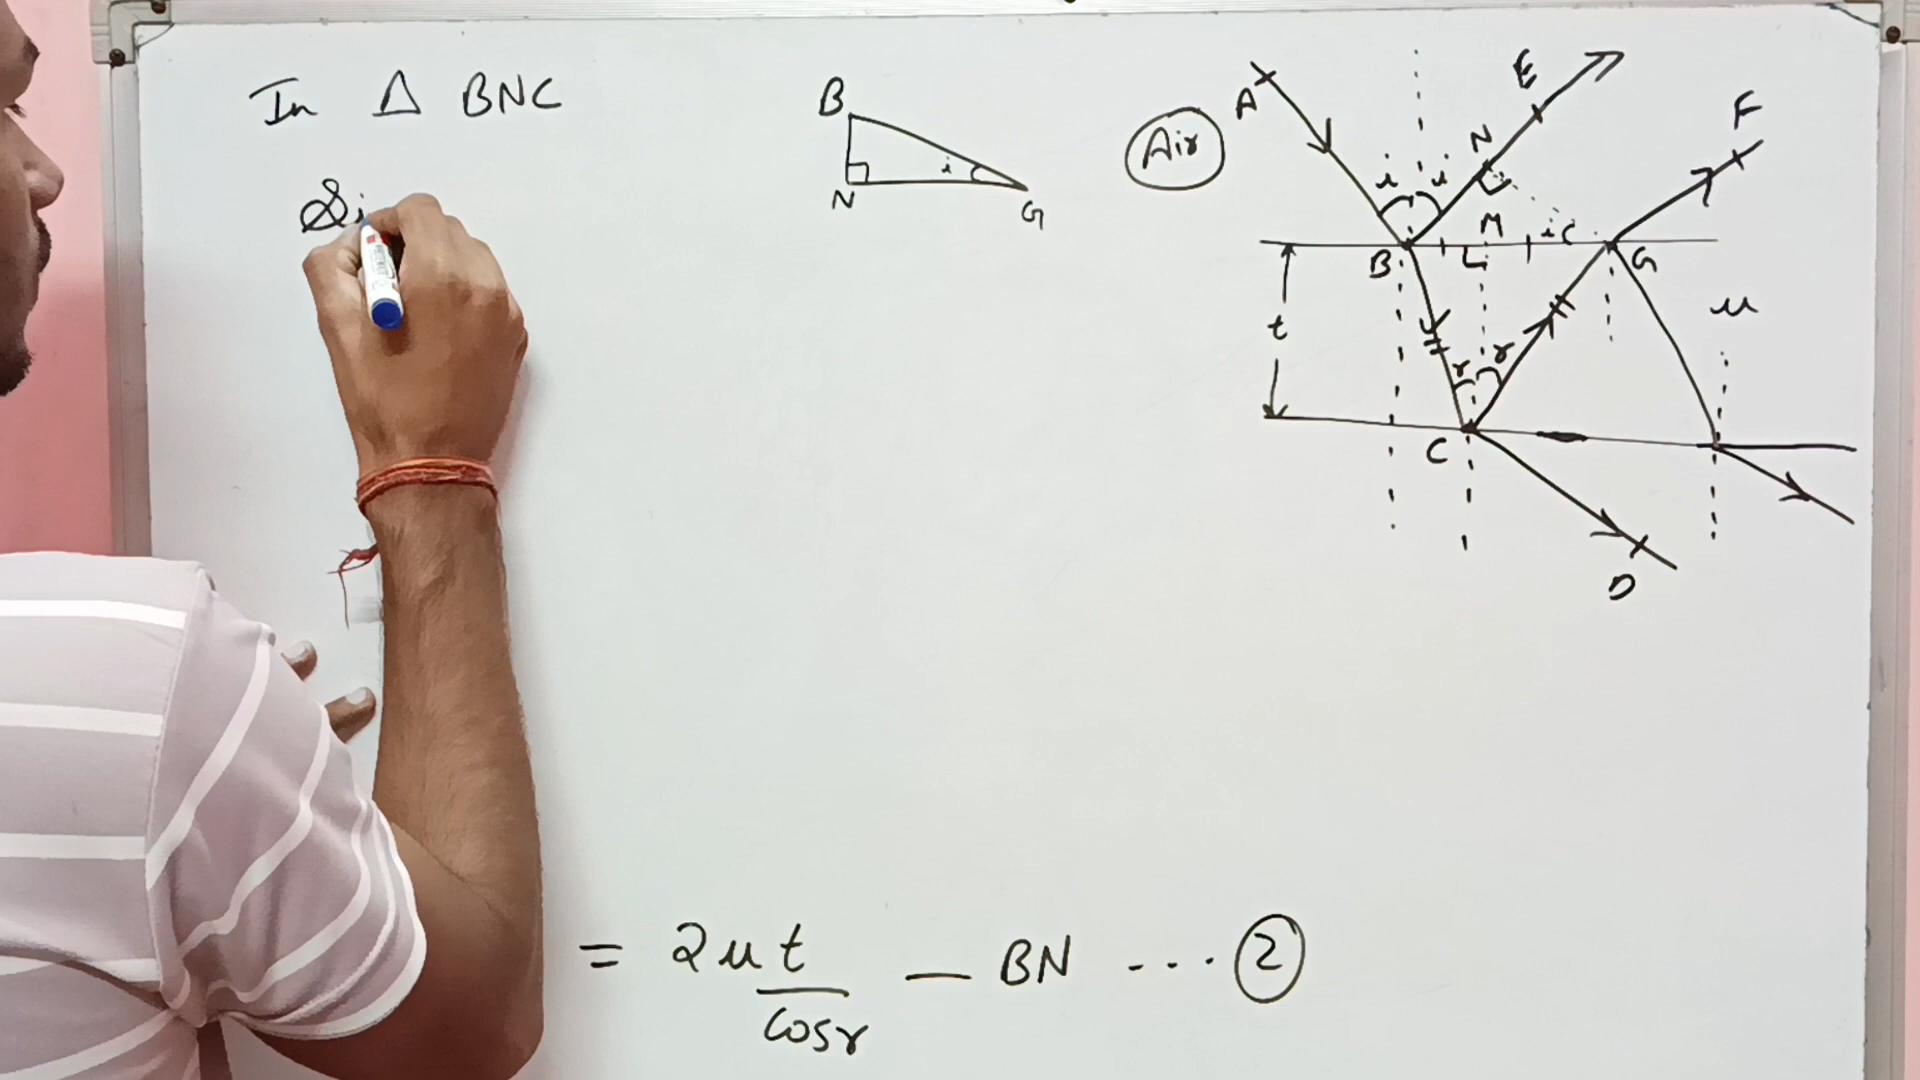 In Δ BNC
Si
B
i
N
G
Air
A
E
F
N
i i
M
i
B
G
t
μ
r r
C
D
= 2μt/cosr — BN ... 2